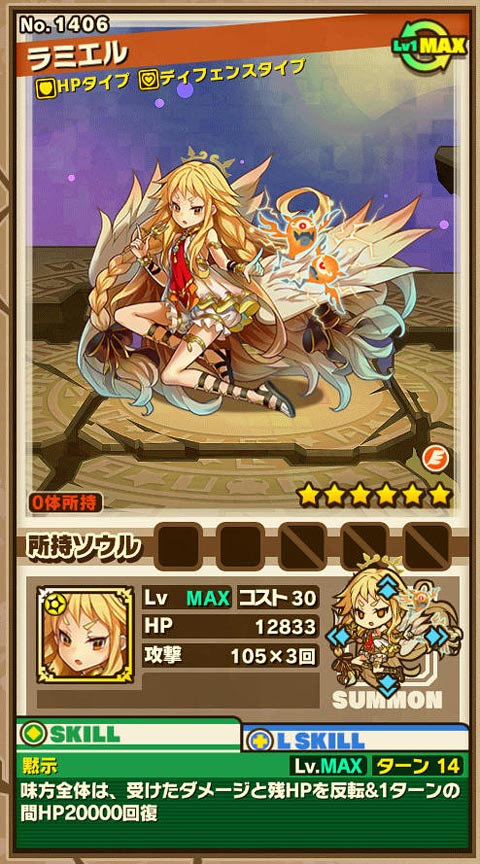 No.1406
ラミエル
Lv1 MAX
HPタイプ ディフェンスタイプ
E
0体所持
所持ソウル
Lv MAX コスト 30
HP 12833
攻撃 105×3回
SUMMON
SKILL
L SKILL
黙示 Lv.MAX ターン 14
味方全体は、受けたダメージと残HPを反転&1ターンの
間HP20000回復